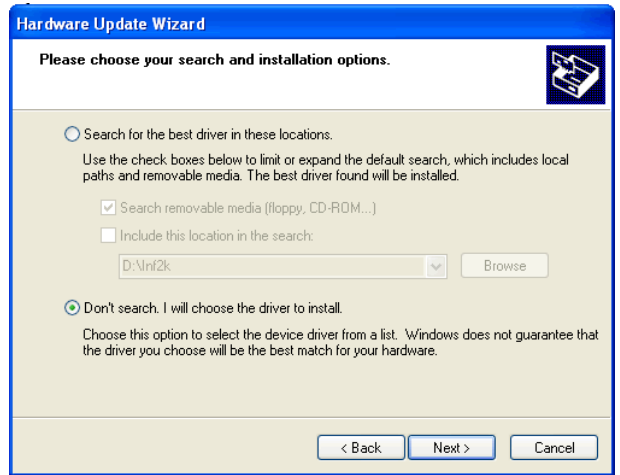 Hardware Update Wizard
Please choose your search and installation options.
Search for the best driver in these locations.
Use the check boxes below to limit or expand the default search, which includes local
paths and removable media. The best driver found will be installed.
Search removable media (floppy, CD-ROM...)
Include this location in the search:
D:\Inf2k
Browse
Don't search. I will choose the driver to install.
Choose this option to select the device driver from a list. Windows does not guarantee that
the driver you choose will be the best match for your hardware.
< Back Next > Cancel